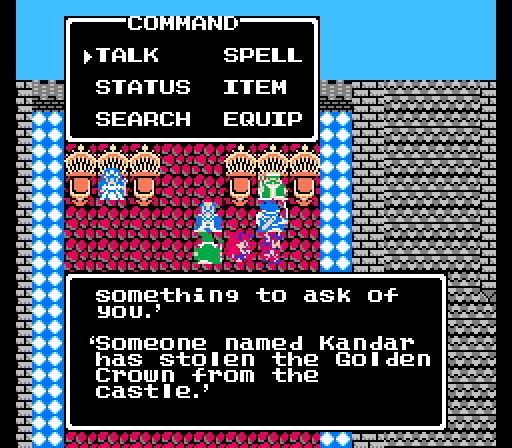 COMMAND
TALK SPELL
STATUS ITEM
SEARCH EQUIP
something to ask of
you.’
‘Someone named Kandar
has stolen the Golden
Crown from the
castle.’